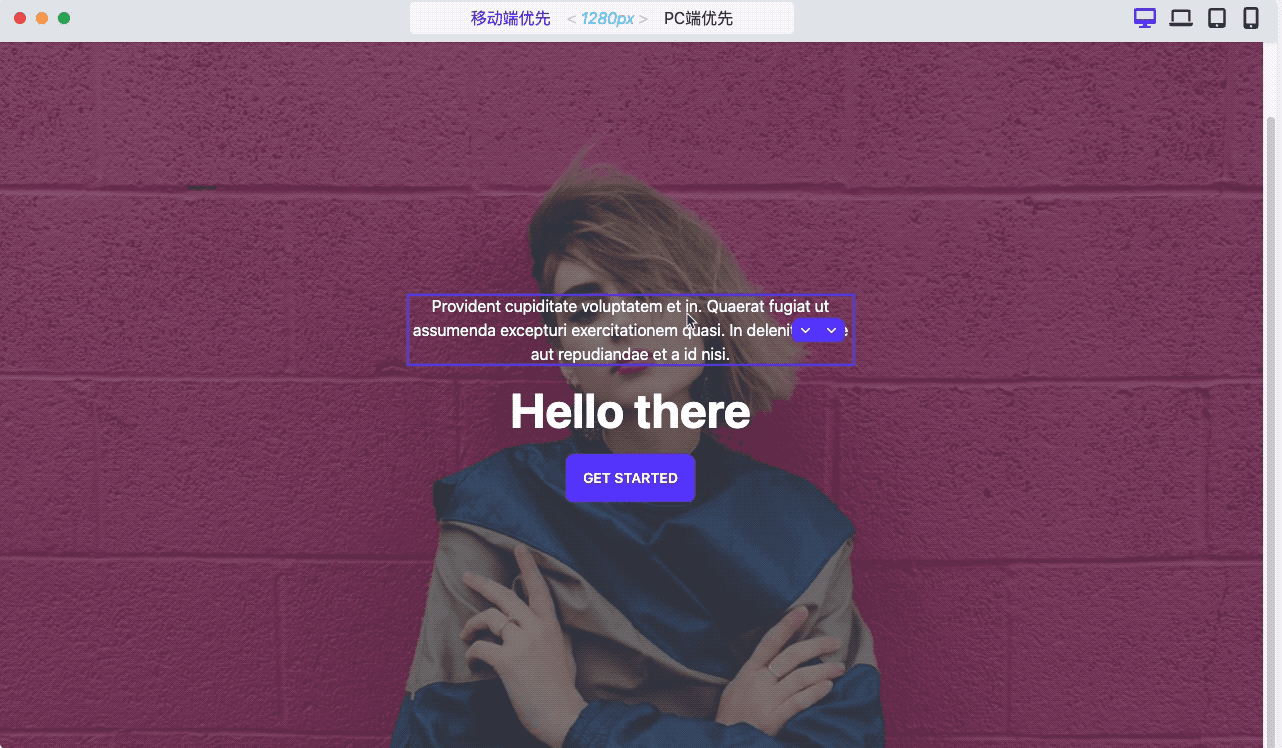 移动端优先 < 1280px > PC端优先
Provident cupiditate voluptatem et in. Quaerat fugiat ut
assumenda excepturi exercitationem quasi. In deleni e
aut repudiandae et a id nisi.
Hello there
GET STARTED